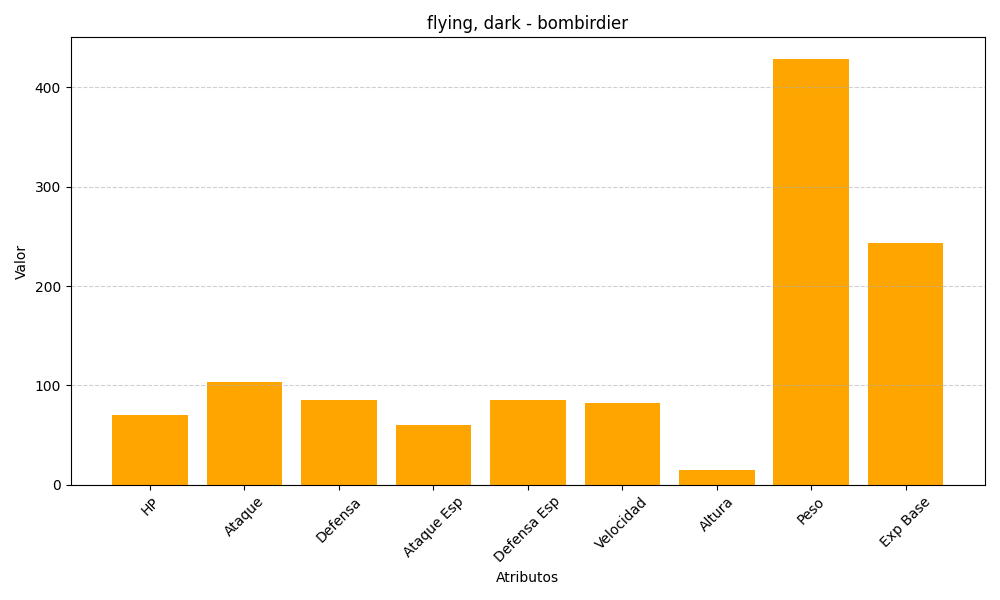 flying, dark - bombirdier
Valor
400
300
200
100
0
HP
Ataque
Defensa
Ataque Esp
Defensa Esp
Velocidad
Altura
Peso
Exp Base
Atributos